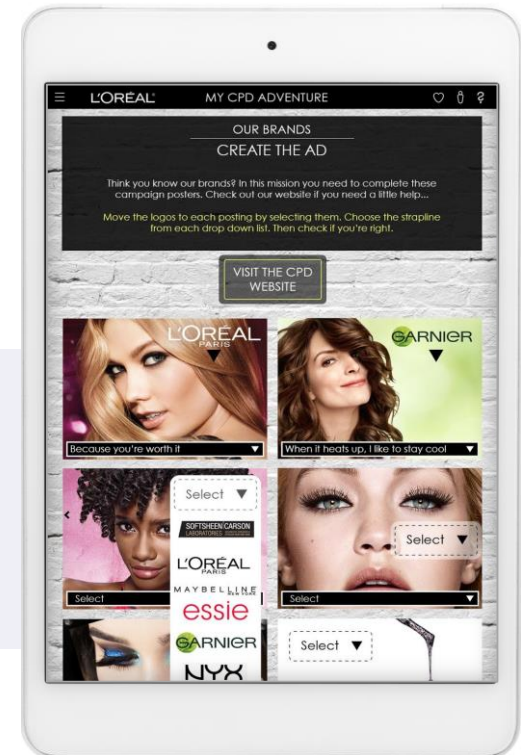 L'ORÉAL
MY CPD ADVENTURE
OUR BRANDS
CREATE THE AD
Think you know our brands? In this mission you need to complete these
campaign posters. Check out our website if you need a little help...
Move the logos to each posting by selecting them. Choose the strapline
from each drop down list. Then check if you're right.
VISIT THE CPD
WEBSITE
L'ORÉAL
PARIS
Because you're worth it
GARNIER
When it heats up, I like to stay cool
Select
SOFTSHEEN CARSON
LABORATORIES
L'ORÉAL
PARIS
MAYBELLINE
NEW YORK
essie
GARNIER
NYX
Select
Select
Select
Select